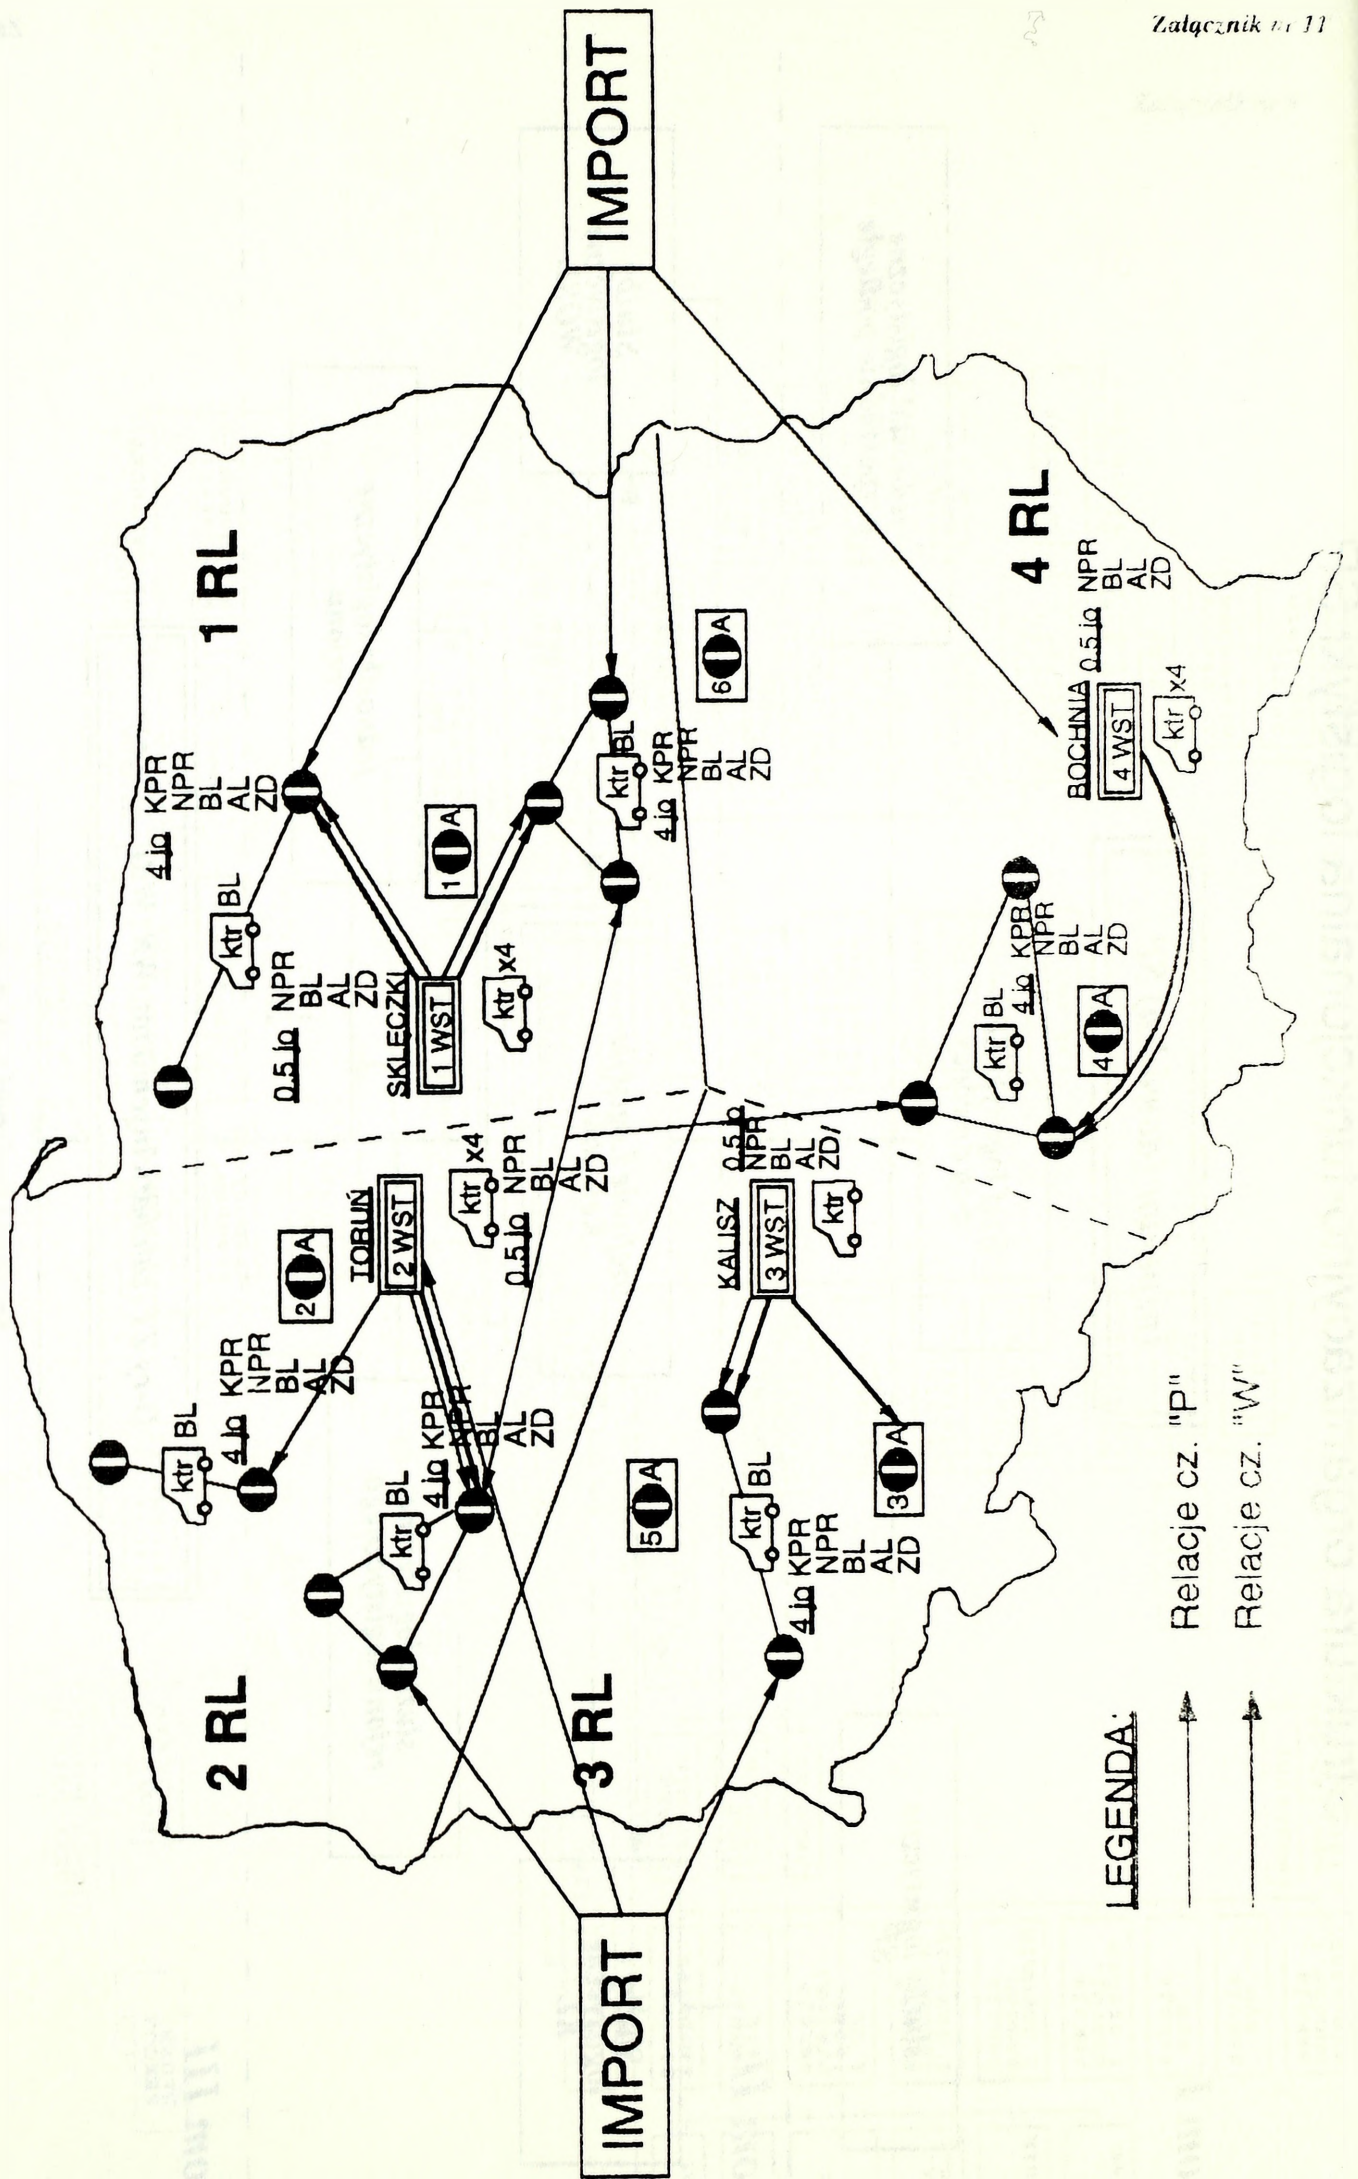 Załącznik nr 11
IMPORT
1 RL
4 jo KPR
NPR
BL
AL
ZD
ktr BL
0.5 jo NPR
BL
AL
ZD
SKLECZKI
1 WST
ktr x4
1 A
ktr BL
4 jo KPR
NPR
BL
AL
ZD
6 A
4 RL
BOCHNIA 0.5 jo NPR
BL
AL
ZD
4 WST
ktr x4
ktr BL
4 jo KPR
NPR
BL
AL
ZD
4 A
2 RL
2 A
TORUŃ
2 WST
ktr x4
0.5 jo NPR
BL
AL
ZD
ktr BL
4 jo KPR
NPR
BL
AL
ZD
ktr BL
4 jo KPR
NPR
BL
AL
ZD
3 RL
KALISZ
0.5 jo
NPR
BL
AL
ZD
3 WST
ktr
5 A
ktr BL
4 jo KPR
NPR
BL
AL
ZD
3 A
IMPORT
LEGENDA:
Relacje cz. "P"
Relacje cz. "W"